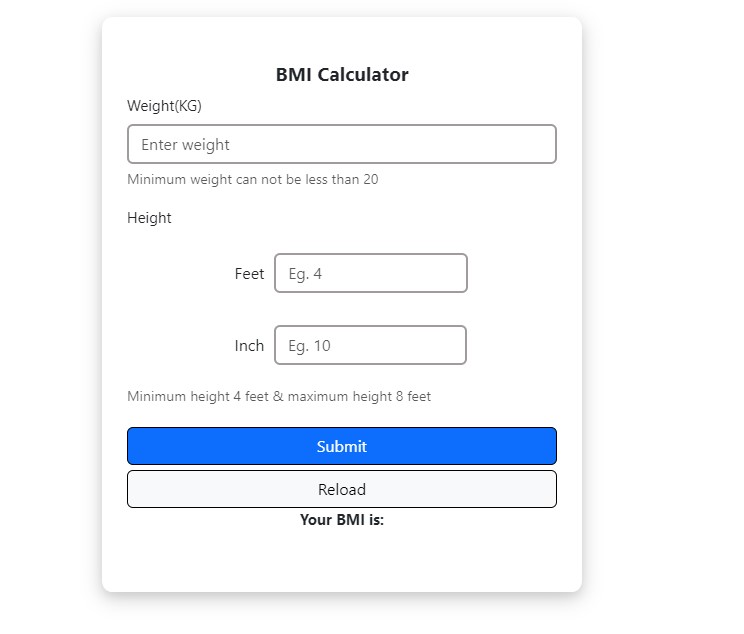 BMI Calculator
Weight(KG)
Enter weight
Minimum weight can not be less than 20
Height
Feet Eg. 4
Inch Eg. 10
Minimum height 4 feet & maximum height 8 feet
Submit
Reload
Your BMI is: